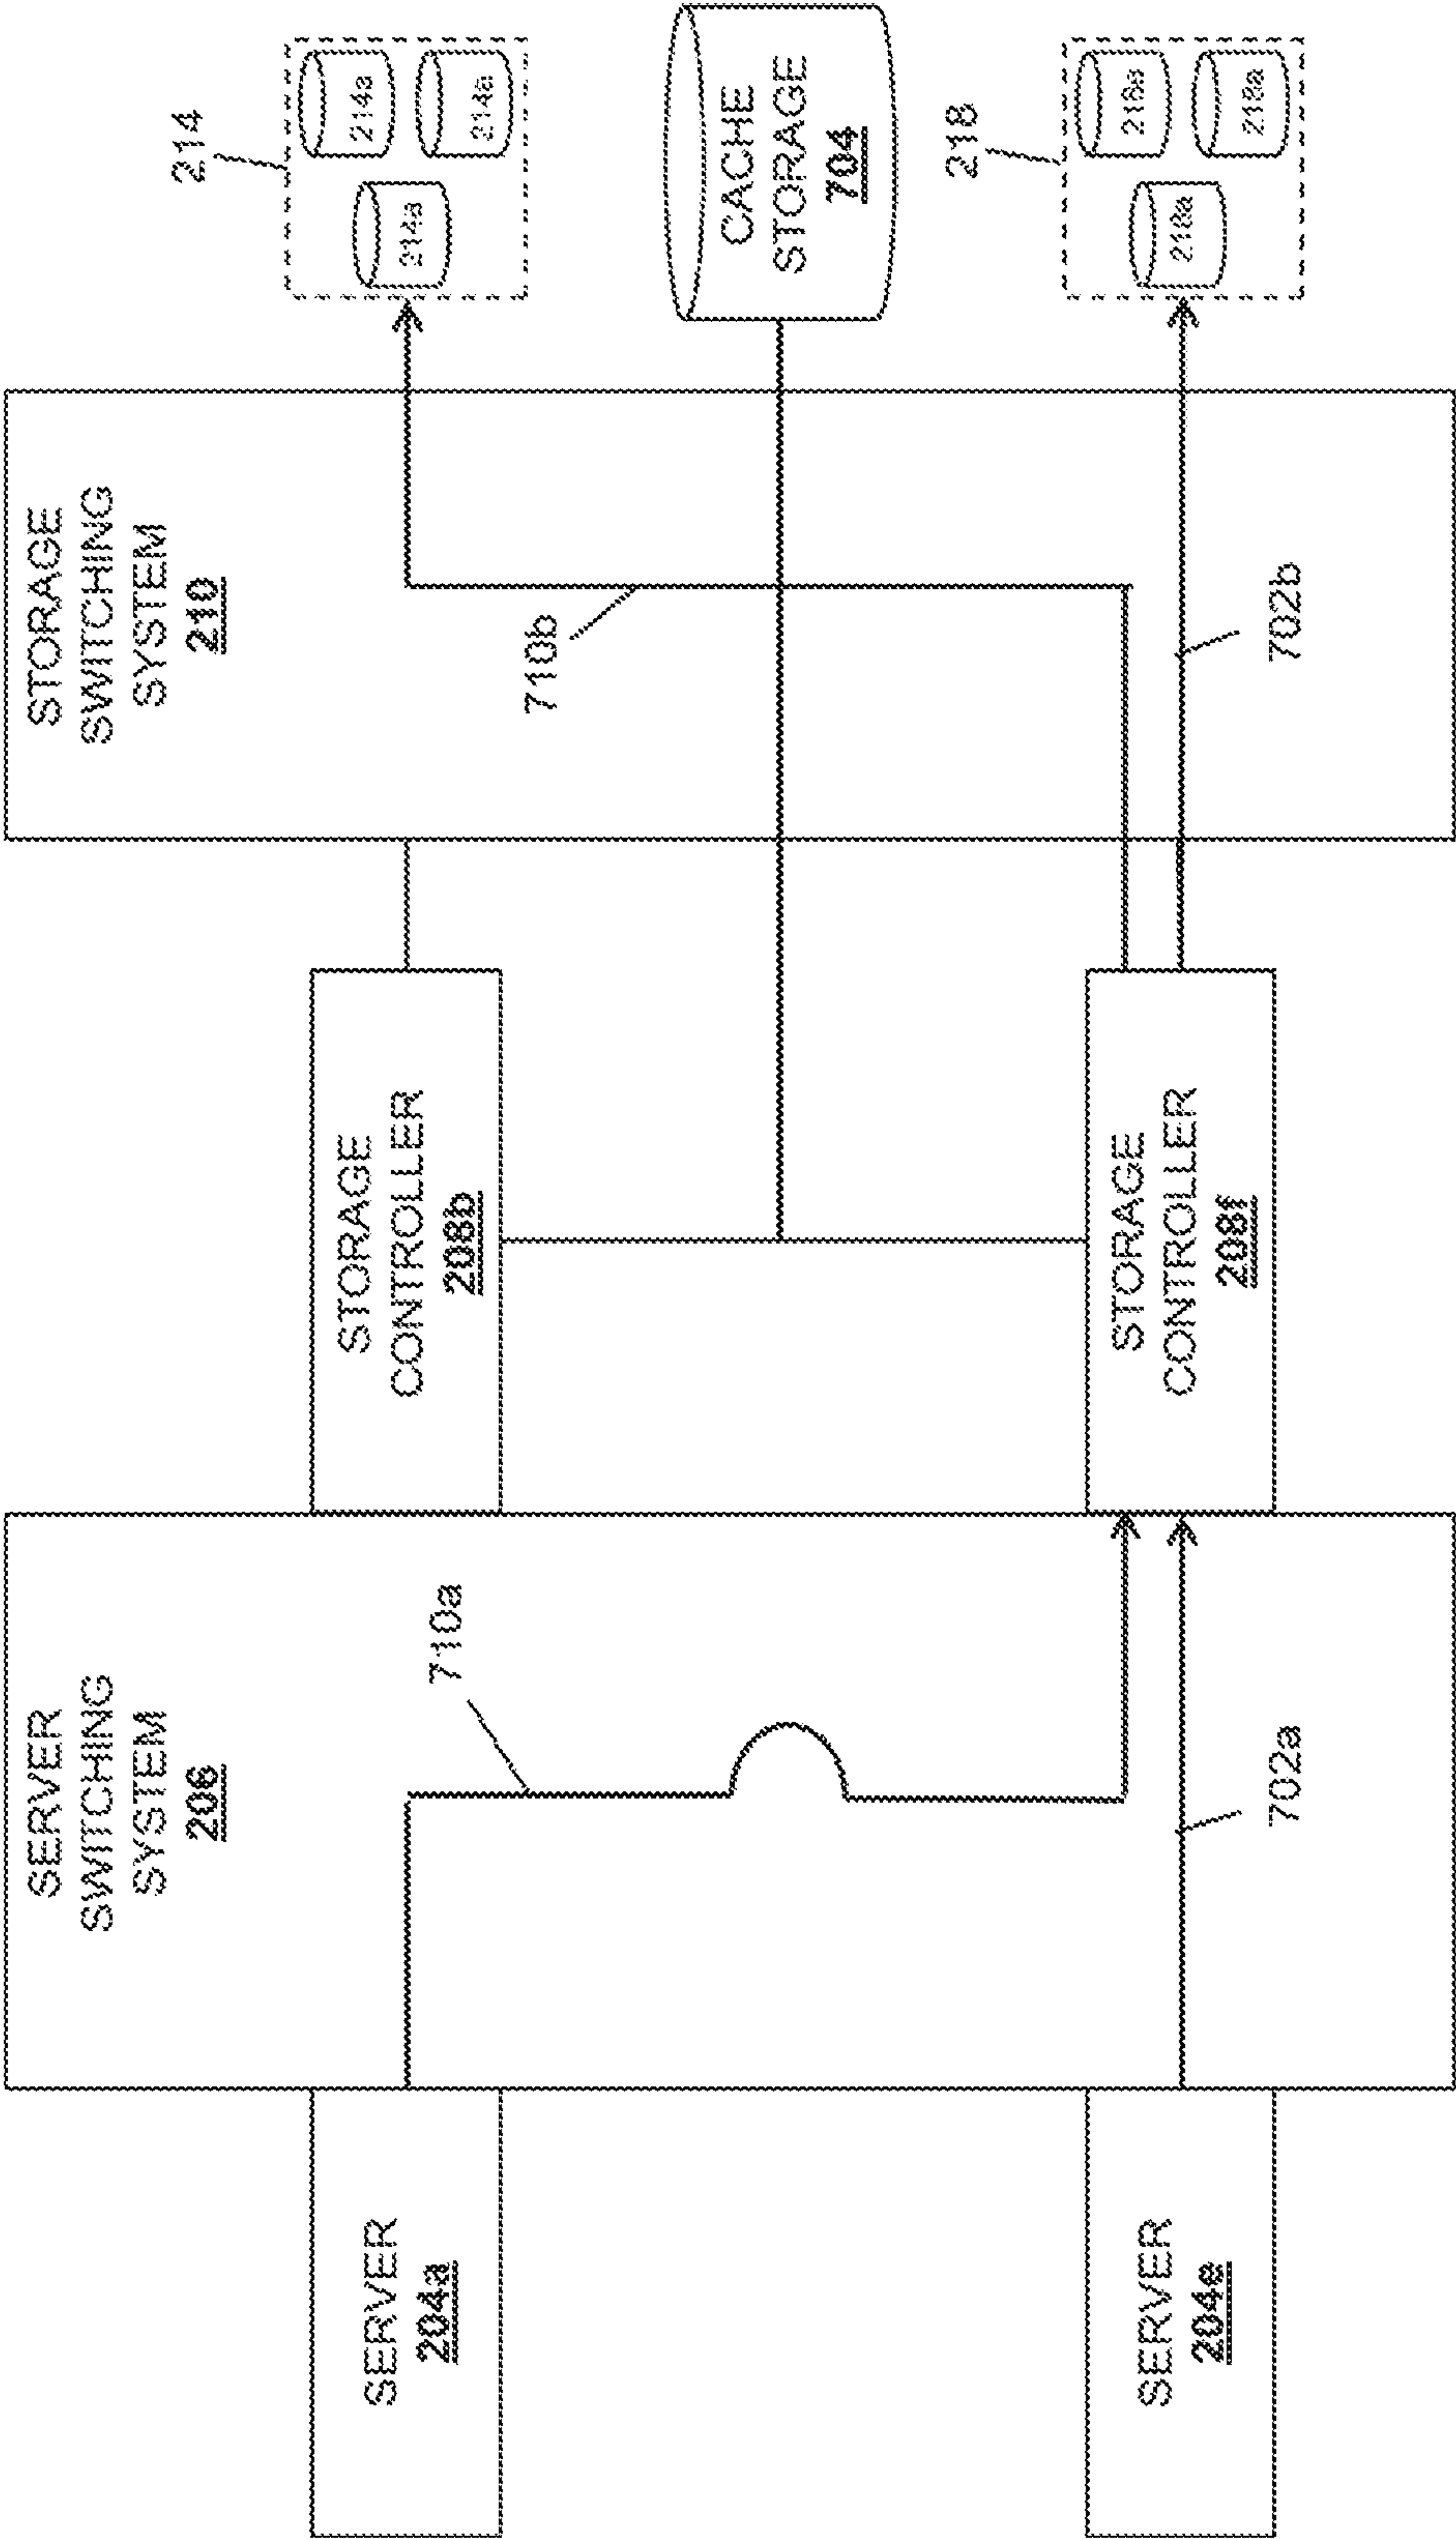 SERVER
204a
SERVER
204e
SERVER
SWITCHING
SYSTEM
206
710a
702a
STORAGE
CONTROLLER
208b
STORAGE
CONTROLLER
208f
STORAGE
SWITCHING
SYSTEM
210
710b
702b
214
214a
214a
214a
CACHE
STORAGE
704
218
218a
218a
218a